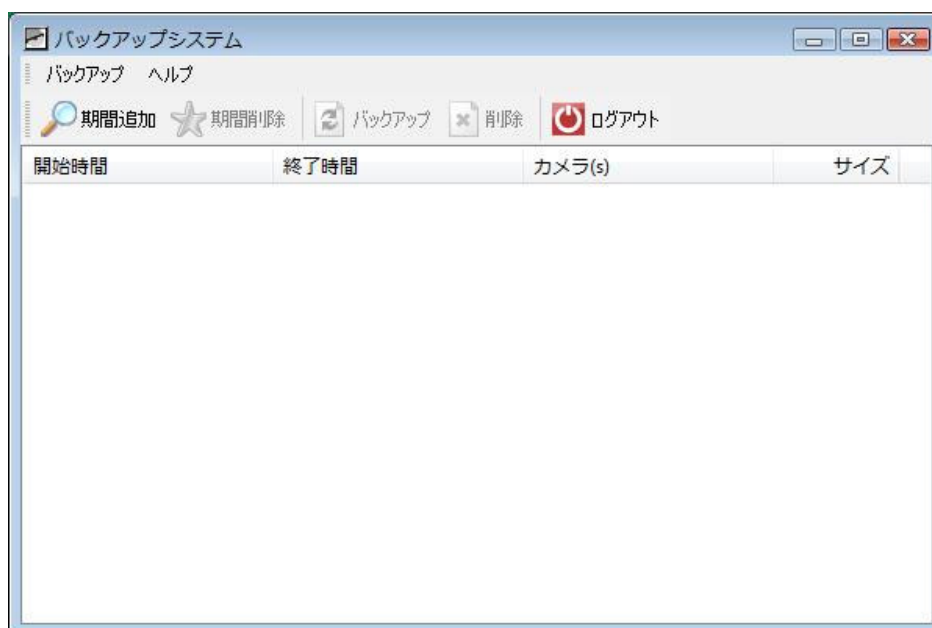 バックアップシステム
バックアップ ヘルプ
期間追加 期間削除 バックアップ 削除 ログアウト
開始時間 終了時間 カメラ(s) サイズ